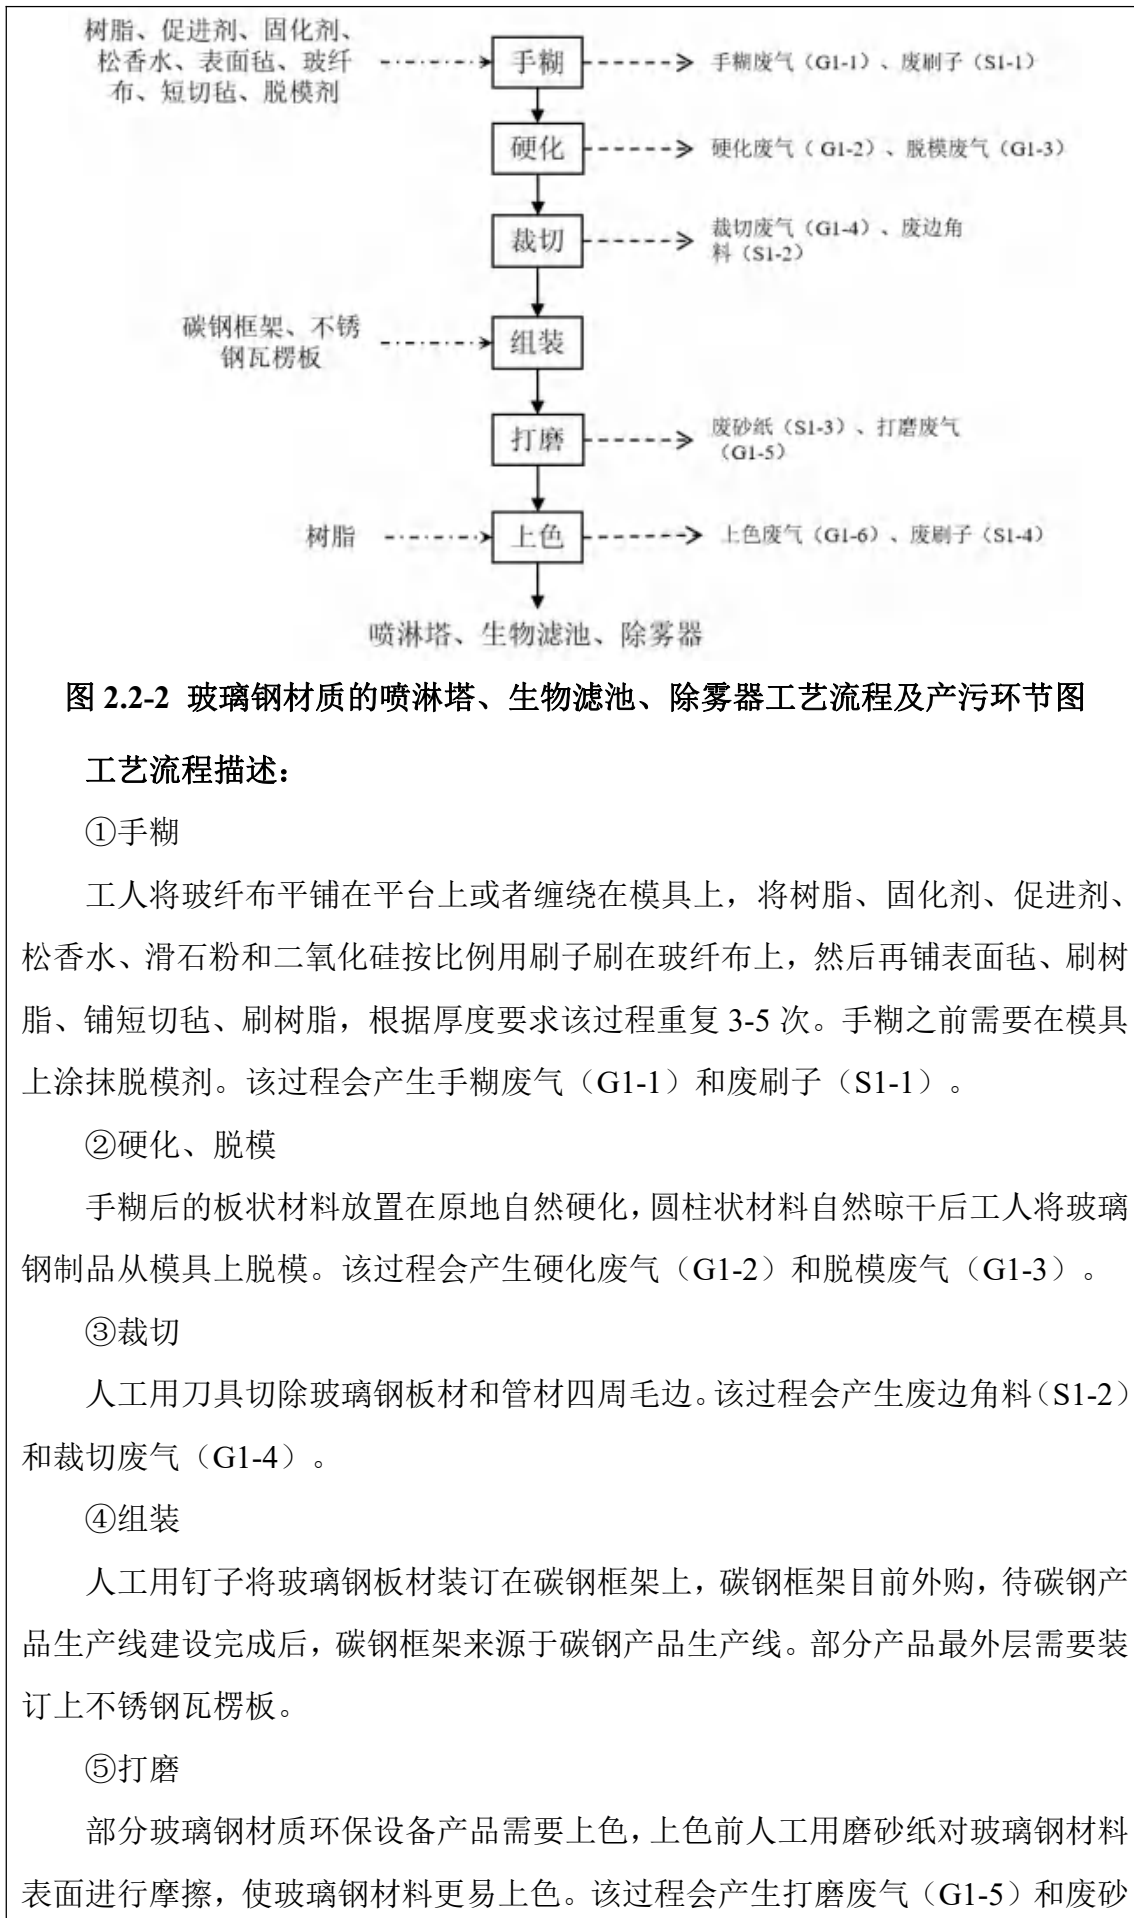 树脂、促进剂、固化剂、
松香水、表面毡、玻纤
布、短切毡、脱模剂
手糊
手糊废气（G1-1）、废刷子（S1-1）
硬化
硬化废气（ G1-2）、脱模废气（G1-3）
裁切
裁切废气（G1-4）、废边角
料（S1-2）
碳钢框架、不锈
钢瓦楞板
组装
打磨
废砂纸（S1-3）、打磨废气
（G1-5）
树脂
上色
上色废气（G1-6）、废刷子（S1-4）
喷淋塔、生物滤池、除雾器
图 2.2-2 玻璃钢材质的喷淋塔、生物滤池、除雾器工艺流程及产污环节图
工艺流程描述：
①手糊
工人将玻纤布平铺在平台上或者缠绕在模具上，将树脂、固化剂、促进剂、
松香水、滑石粉和二氧化硅按比例用刷子刷在玻纤布上，然后再铺表面毡、刷树
脂、铺短切毡、刷树脂，根据厚度要求该过程重复 3-5 次。手糊之前需要在模具
上涂抹脱模剂。该过程会产生手糊废气（G1-1）和废刷子（S1-1）。
②硬化、脱模
手糊后的板状材料放置在原地自然硬化，圆柱状材料自然晾干后工人将玻璃
钢制品从模具上脱模。该过程会产生硬化废气（G1-2）和脱模废气（G1-3）。
③裁切
人工用刀具切除玻璃钢板材和管材四周毛边。该过程会产生废边角料（S1-2）
和裁切废气（G1-4）。
④组装
人工用钉子将玻璃钢板材装订在碳钢框架上，碳钢框架目前外购，待碳钢产
品生产线建设完成后，碳钢框架来源于碳钢产品生产线。部分产品最外层需要装
订上不锈钢瓦楞板。
⑤打磨
部分玻璃钢材质环保设备产品需要上色，上色前人工用磨砂纸对玻璃钢材料
表面进行摩擦，使玻璃钢材料更易上色。该过程会产生打磨废气（G1-5）和废砂